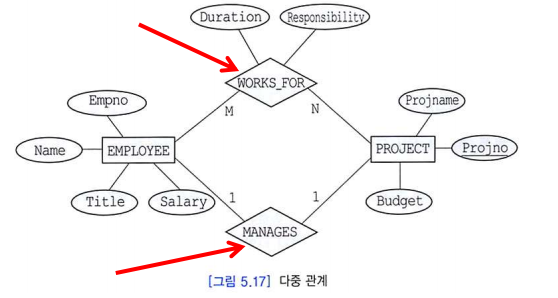 Duration
Responsibility
WORKS_FOR
Empno
M
N
Projname
Name
EMPLOYEE
PROJECT
Projno
Title
Salary
1
1
Budget
MANAGES
[그림 5.17] 다중 관계